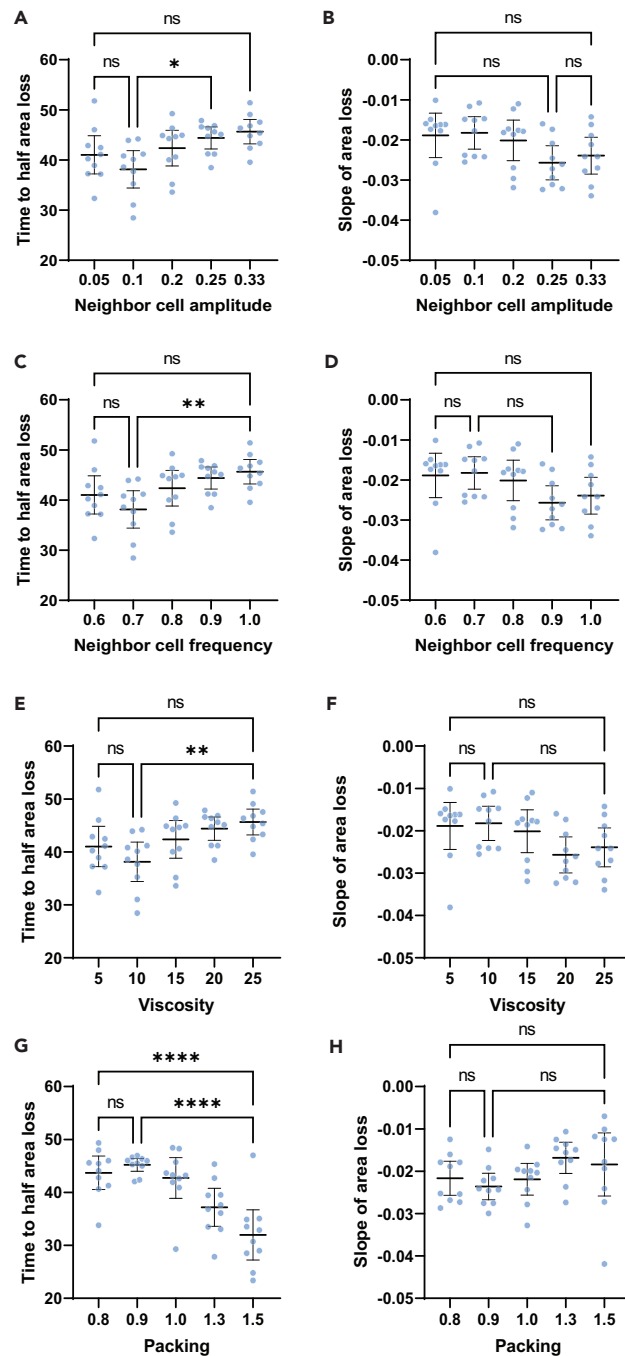 A
ns
ns
*
60
50
40
30
20
Time to half area loss
0.05 0.1 0.2 0.25 0.33
Neighbor cell amplitude
B
ns
ns
ns
0.00
-0.01
-0.02
-0.03
-0.04
-0.05
Slope of area loss
0.05 0.1 0.2 0.25 0.33
Neighbor cell amplitude
C
ns
ns
**
60
50
40
30
20
Time to half area loss
0.6 0.7 0.8 0.9 1.0
Neighbor cell frequency
D
ns
ns
ns
0.00
-0.01
-0.02
-0.03
-0.04
-0.05
Slope of area loss
0.6 0.7 0.8 0.9 1.0
Neighbor cell frequency
E
ns
ns
**
60
50
40
30
20
Time to half area loss
5 10 15 20 25
Viscosity
F
ns
ns
ns
0.00
-0.01
-0.02
-0.03
-0.04
-0.05
Slope of area loss
5 10 15 20 25
Viscosity
G
****
ns
****
60
50
40
30
20
Time to half area loss
0.8 0.9 1.0 1.3 1.5
Packing
H
ns
ns
ns
0.00
-0.01
-0.02
-0.03
-0.04
-0.05
Slope of area loss
0.8 0.9 1.0 1.3 1.5
Packing